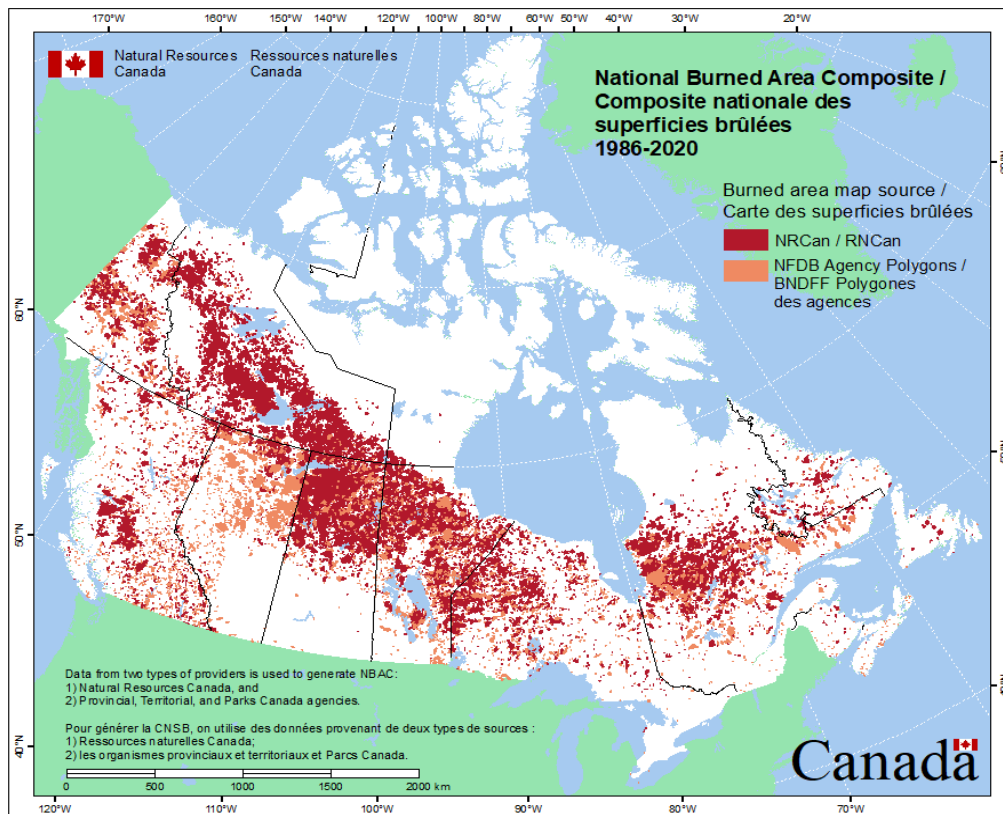 170°W 160°W 150°W 140°W 130°W 120°W 110°W 100°W 90°W 80°W 70°W 60°W 50°W 40°W 30°W 20°W
Natural Resources Ressources naturelles
Canada Canada
National Burned Area Composite /
Composite nationale des
superficies brûlées
1986-2020
Burned area map source /
Carte des superficies brûlées
NRCan / RNCan
NFDB Agency Polygons /
BNDFF Polygones
des agences
60°N
50°N
40°N
Data from two types of providers is used to generate NBAC:
1) Natural Resources Canada, and
2) Provincial, Territorial, and Parks Canada agencies.
Pour générer la CNSB, on utilise des données provenant de deux types de sources :
1) Ressources naturelles Canada;
2) les organismes provinciaux et territoriaux et Parcs Canada.
0 500 1000 1500 2000 km
Canada
120°W 110°W 100°W 90°W 80°W 70°W